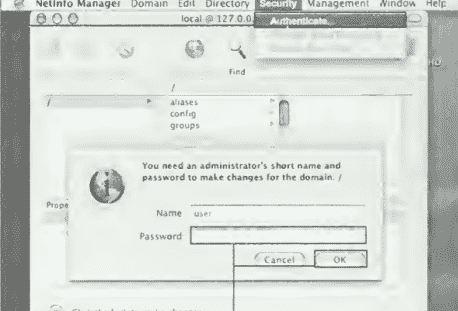 NetInfo Manager Domain Edit Directory Security Management Window Help
local @ 127.0.0.
Authenticate...
Find
/
/
aliases
config
groups
You need an administrator's short name and
password to make changes for the domain: /
Name user
Prope
Password
Cancel OK